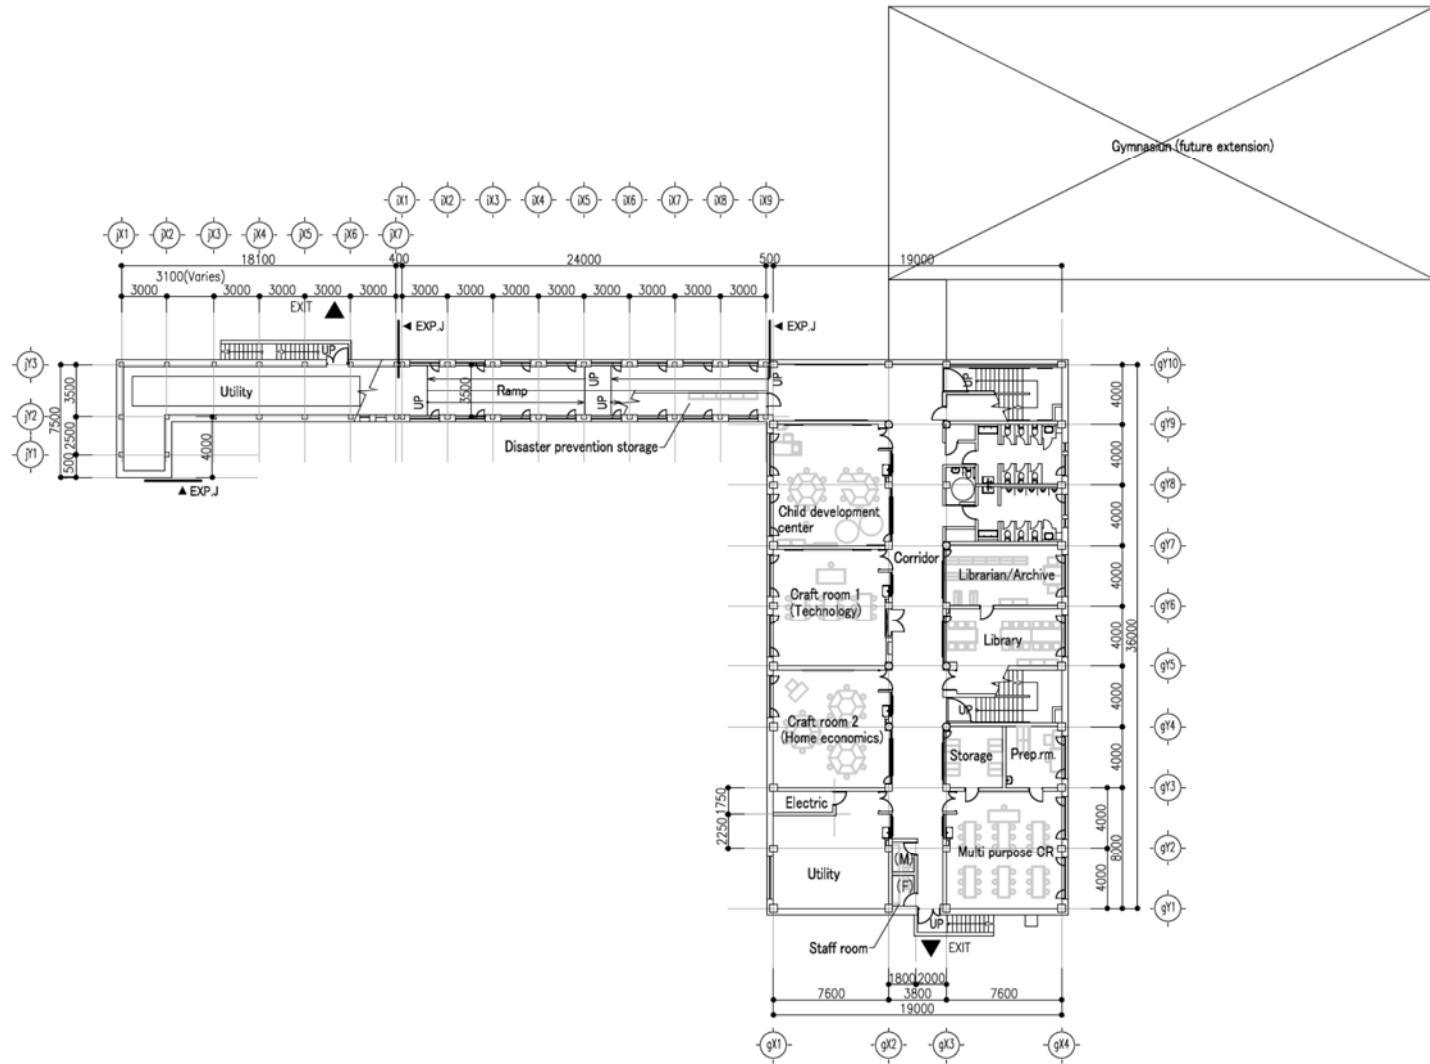 Gymnasiun (future extension)
iX1 iX2 iX3 iX4 iX5 iX6 iX7 iX8 iX9
jX1 jX2 jX3 jX4 jX5 jX6 jX7
18100 400 24000 500 19000
3100(Varies)
3000 3000 3000 3000 3000 3000 3000 3000 3000 3000 3000 3000 3000
EXIT
EXP.J EXP.J
UP
jY3
jY2
jY1
7500
3500
2500
500
4000
Utility
UP
UP
Ramp
3500
UP
UP
UP
Disaster prevention storage
EXP.J
UP
gY10
gY9
gY8
gY7
gY6
gY5
gY4
gY3
gY2
gY1
4000
4000
4000
4000
4000
4000
4000
4000
4000
8000
36000
Child development
center
Corridor
Librarian/Archive
Craft room 1
(Technology)
Library
Craft room 2
(Home economics)
UP
Storage
Prep.rm.
Electric
1750
2250
(M)
Multi purpose CR
Utility
(F)
UP
Staff room
EXIT
1800 2000
7600 3800 7600
19000
gX1 gX2 gX3 gX4